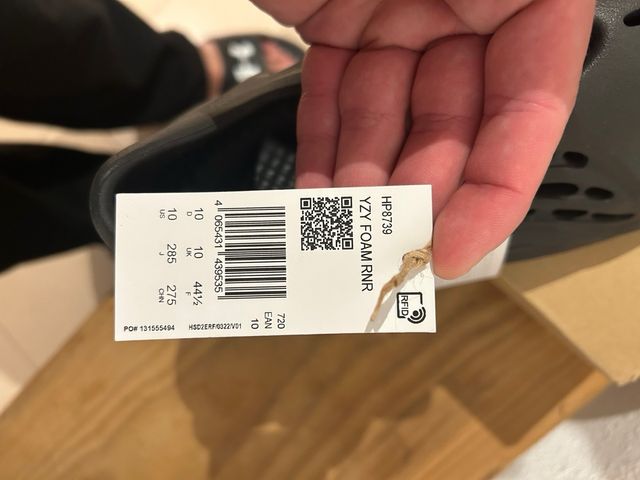 HP8739
YZY FOAM RNR
RFID
4 065431 439535
720
EAN
10
10 10 44½
D UK F
10 285 275
US J CHN
PO# 131555494
HSD2ERF/0322/V01